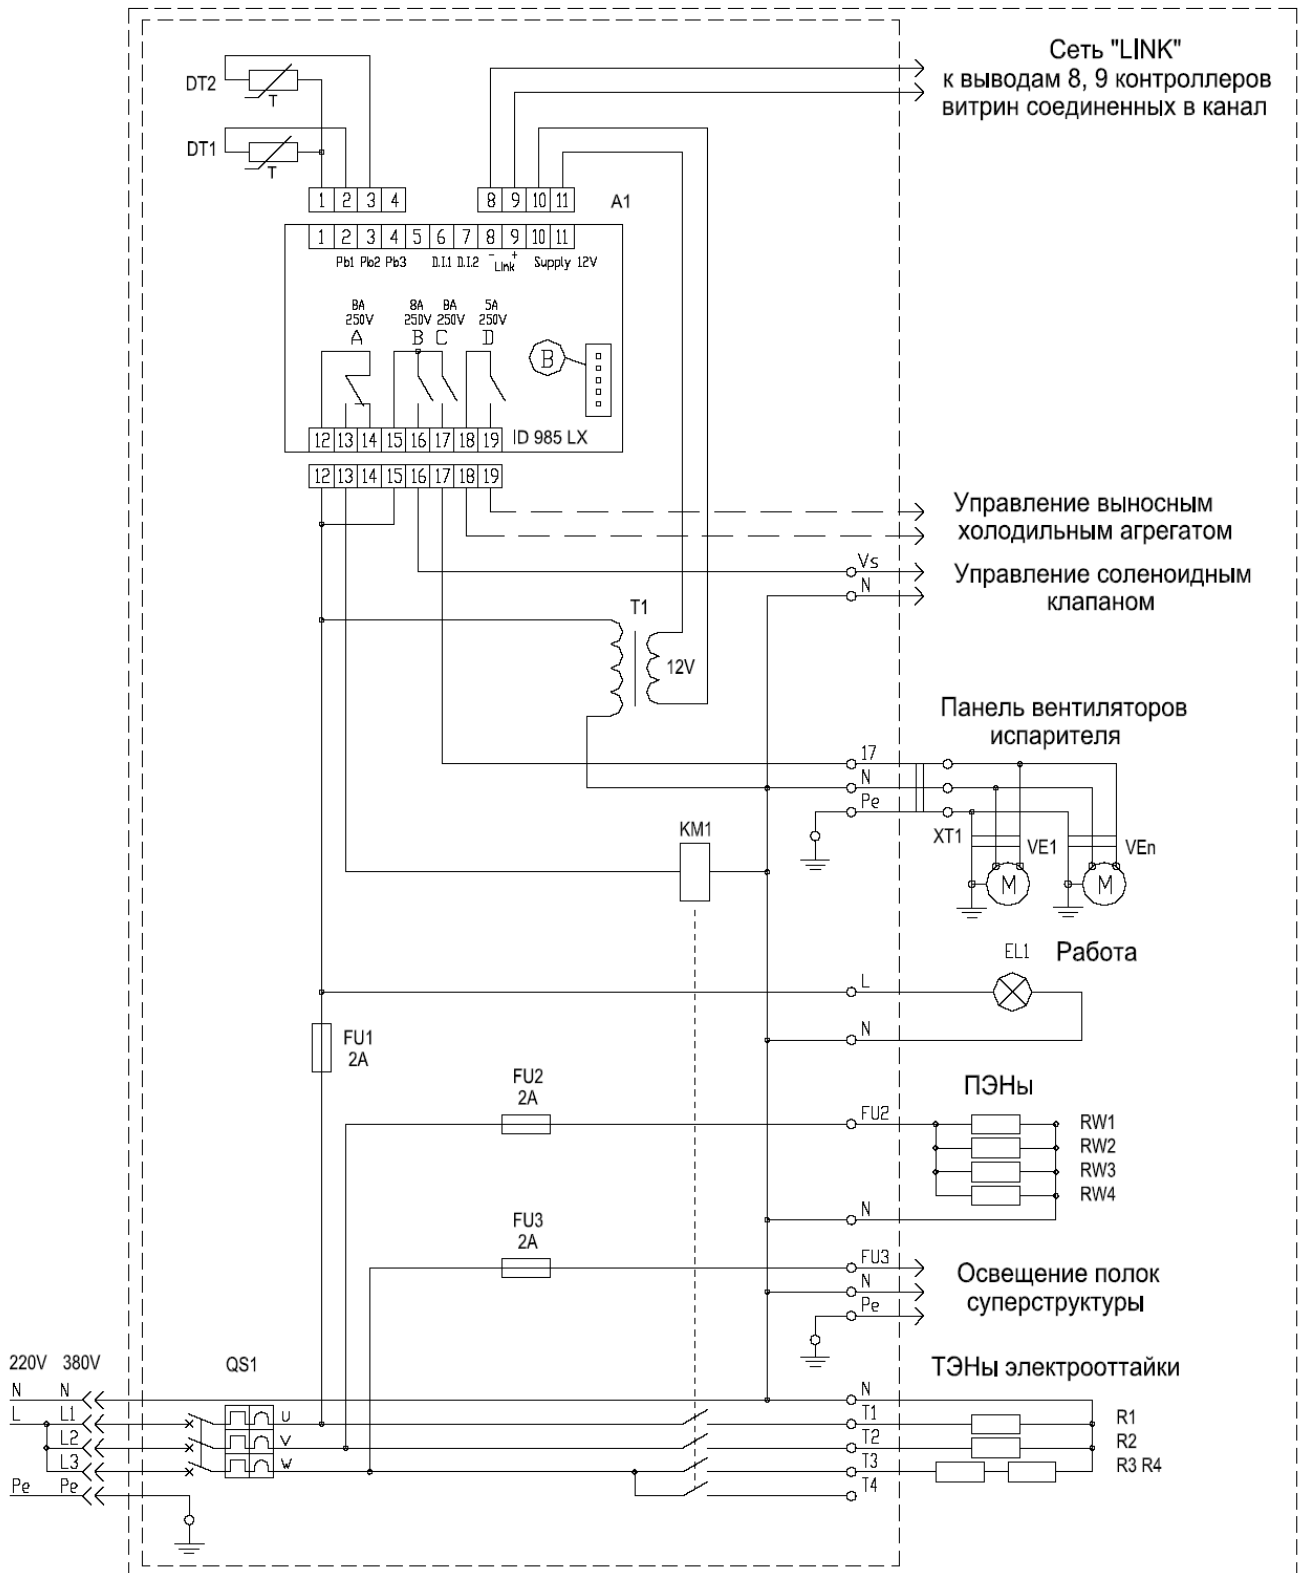 Сеть "LINK"
к выводам 8, 9 контроллеров
витрин соединенных в канал
DT2
T
DT1
T
1 2 3 4
8 9 10 11
A1
1 2 3 4 5 6 7 8 9 10 11
Pb1 Pb2 Pb3 D.I.1 D.I.2 - Link + Supply 12V
8A 8A 8A 5A
250V 250V 250V 250V
A B C D
B
12 13 14 15 16 17 18 19
ID 985 LX
12 13 14 15 16 17 18 19
Управление выносным
холодильным агрегатом
Vs
N
Управление соленоидным
клапаном
T1
12V
Панель вентиляторов
испарителя
17
N
Pe
XT1
VE1
VEn
M
M
KM1
EL1
Работа
L
N
FU1
2A
FU2
2A
FU2
ПЭНы
RW1
RW2
RW3
RW4
N
FU3
2A
FU3
N
Pe
Освещение полок
суперструктуры
220V 380V
QS1
ТЭНы электрооттайки
N N
N
L L1
U
T1
R1
L2
V
T2
R2
L3
W
T3
R3 R4
Pe Pe
T4